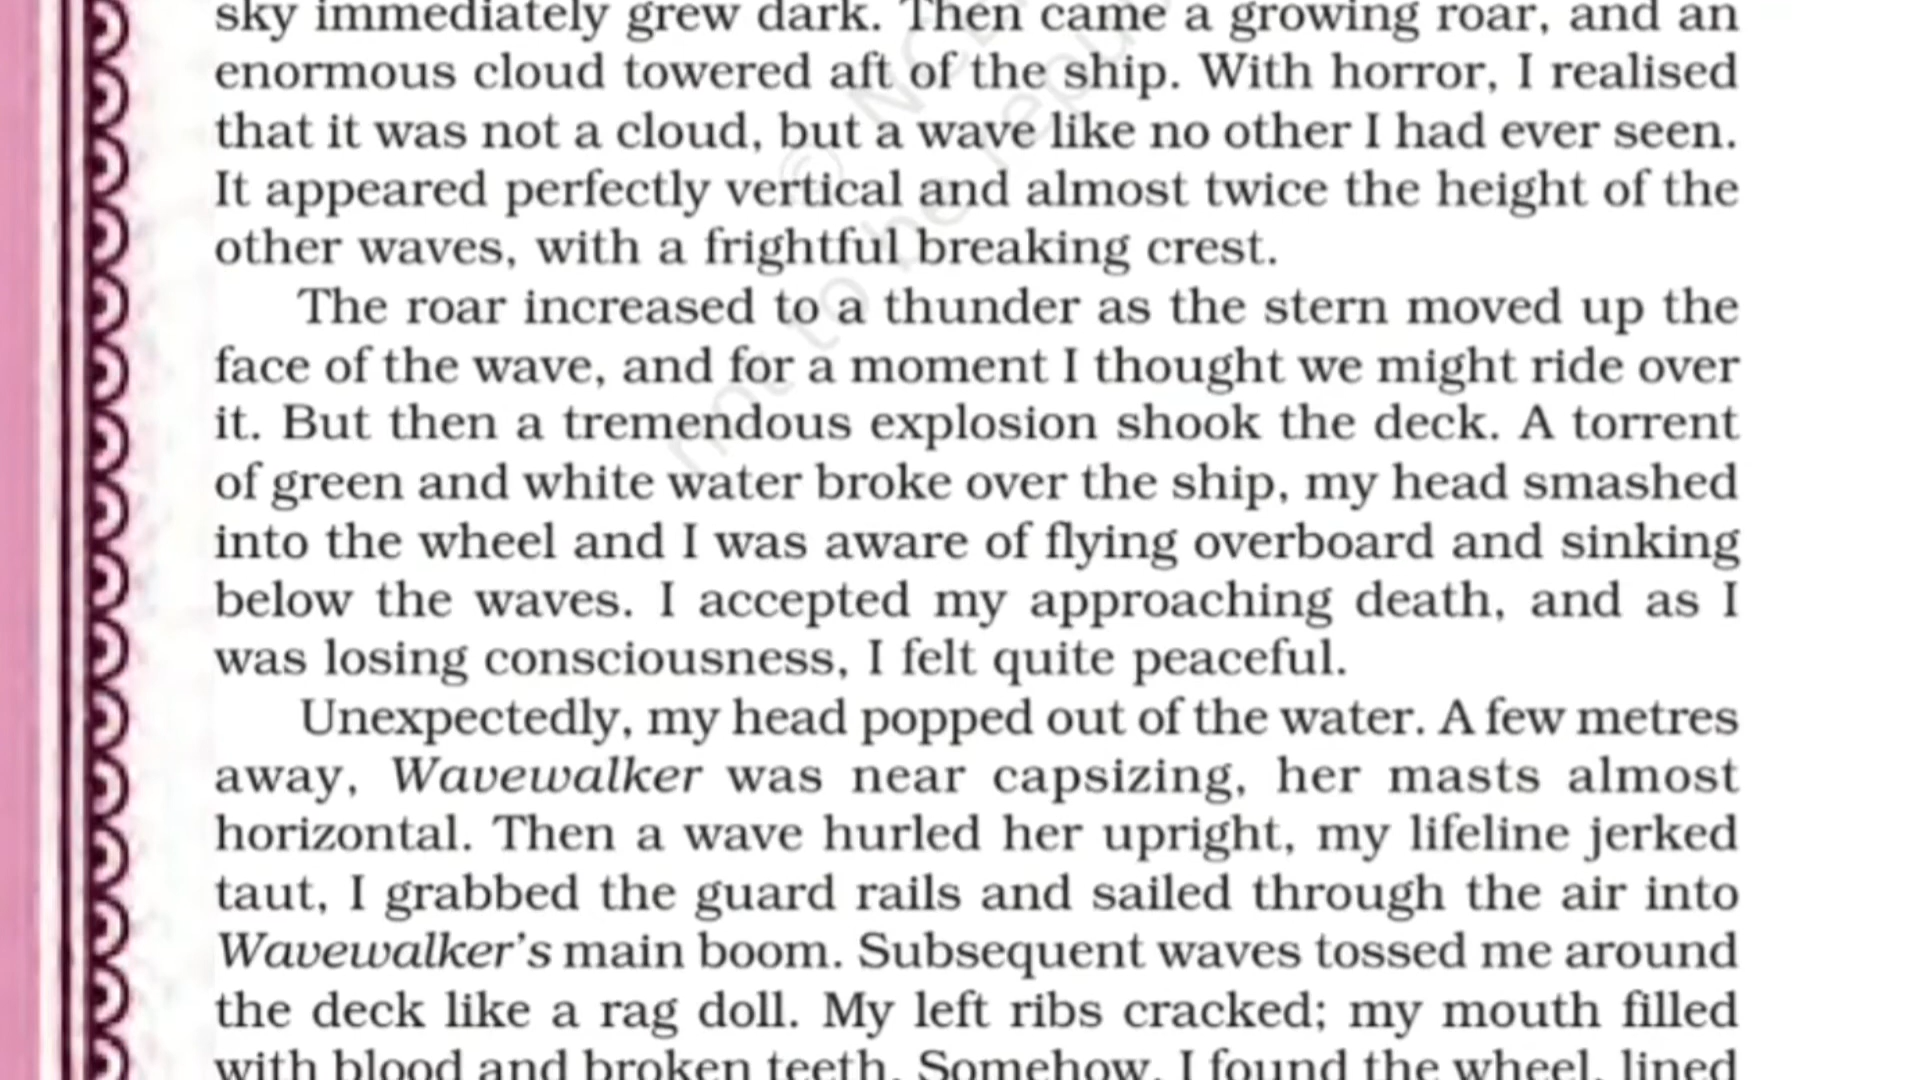 sky immediately grew dark. Then came a growing roar, and an
enormous cloud towered aft of the ship. With horror, I realised
that it was not a cloud, but a wave like no other I had ever seen.
It appeared perfectly vertical and almost twice the height of the
other waves, with a frightful breaking crest.
The roar increased to a thunder as the stern moved up the
face of the wave, and for a moment I thought we might ride over
it. But then a tremendous explosion shook the deck. A torrent
of green and white water broke over the ship, my head smashed
into the wheel and I was aware of flying overboard and sinking
below the waves. I accepted my approaching death, and as I
was losing consciousness, I felt quite peaceful.
Unexpectedly, my head popped out of the water. A few metres
away, Wavewalker was near capsizing, her masts almost
horizontal. Then a wave hurled her upright, my lifeline jerked
taut, I grabbed the guard rails and sailed through the air into
Wavewalker's main boom. Subsequent waves tossed me around
the deck like a rag doll. My left ribs cracked; my mouth filled
with blood and broken teeth. Somehow, I found the wheel, lined
not to be